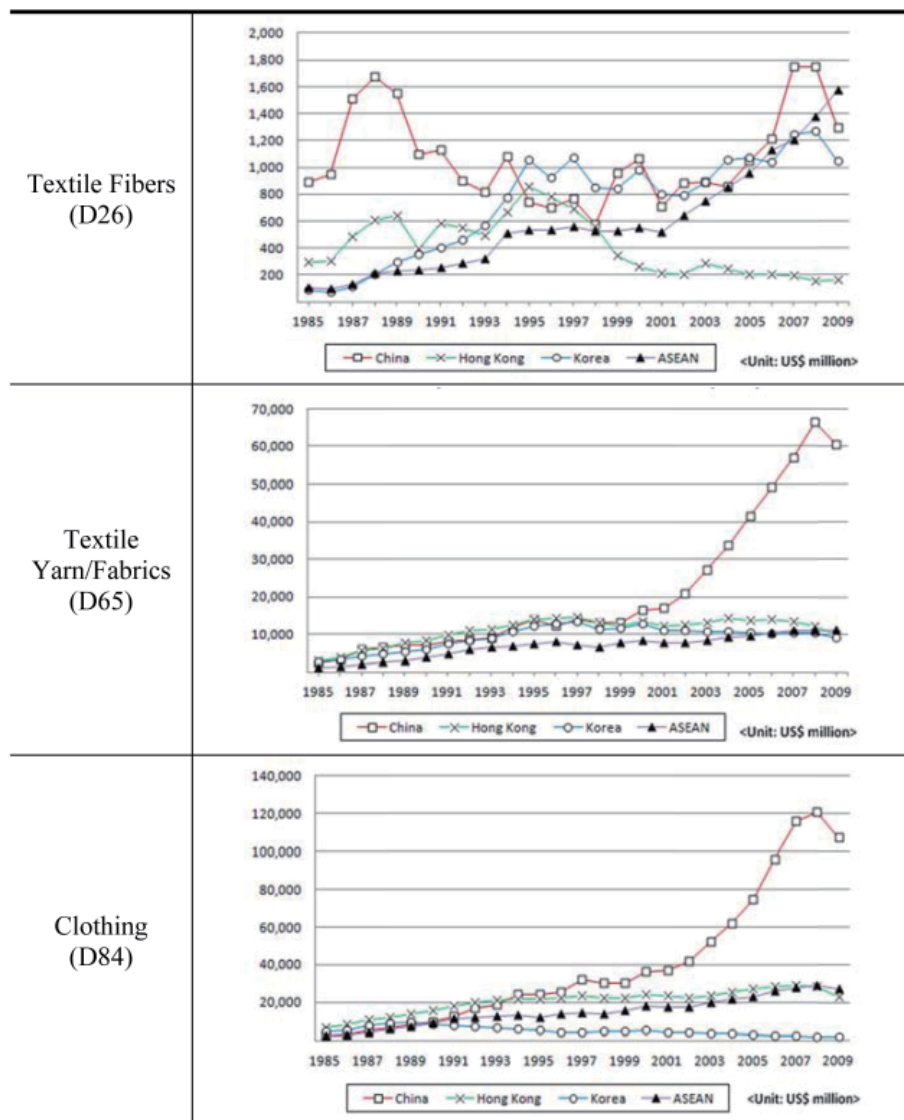 Textile Fibers
(D26)
2,000
1,800
1,600
1,400
1,200
1,000
800
600
400
200
1985 1987 1989 1991 1993 1995 1997 1999 2001 2003 2005 2007 2009
China Hong Kong Korea ASEAN <Unit: US$ million>
Textile
Yarn/Fabrics
(D65)
70,000
60,000
50,000
40,000
30,000
20,000
10,000
1985 1987 1989 1991 1993 1995 1997 1999 2001 2003 2005 2007 2009
China Hong Kong Korea ASEAN <Unit: US$ million>
Clothing
(D84)
140,000
120,000
100,000
80,000
60,000
40,000
20,000
1985 1987 1989 1991 1993 1995 1997 1999 2001 2003 2005 2007 2009
China Hong Kong Korea ASEAN <Unit: US$ million>